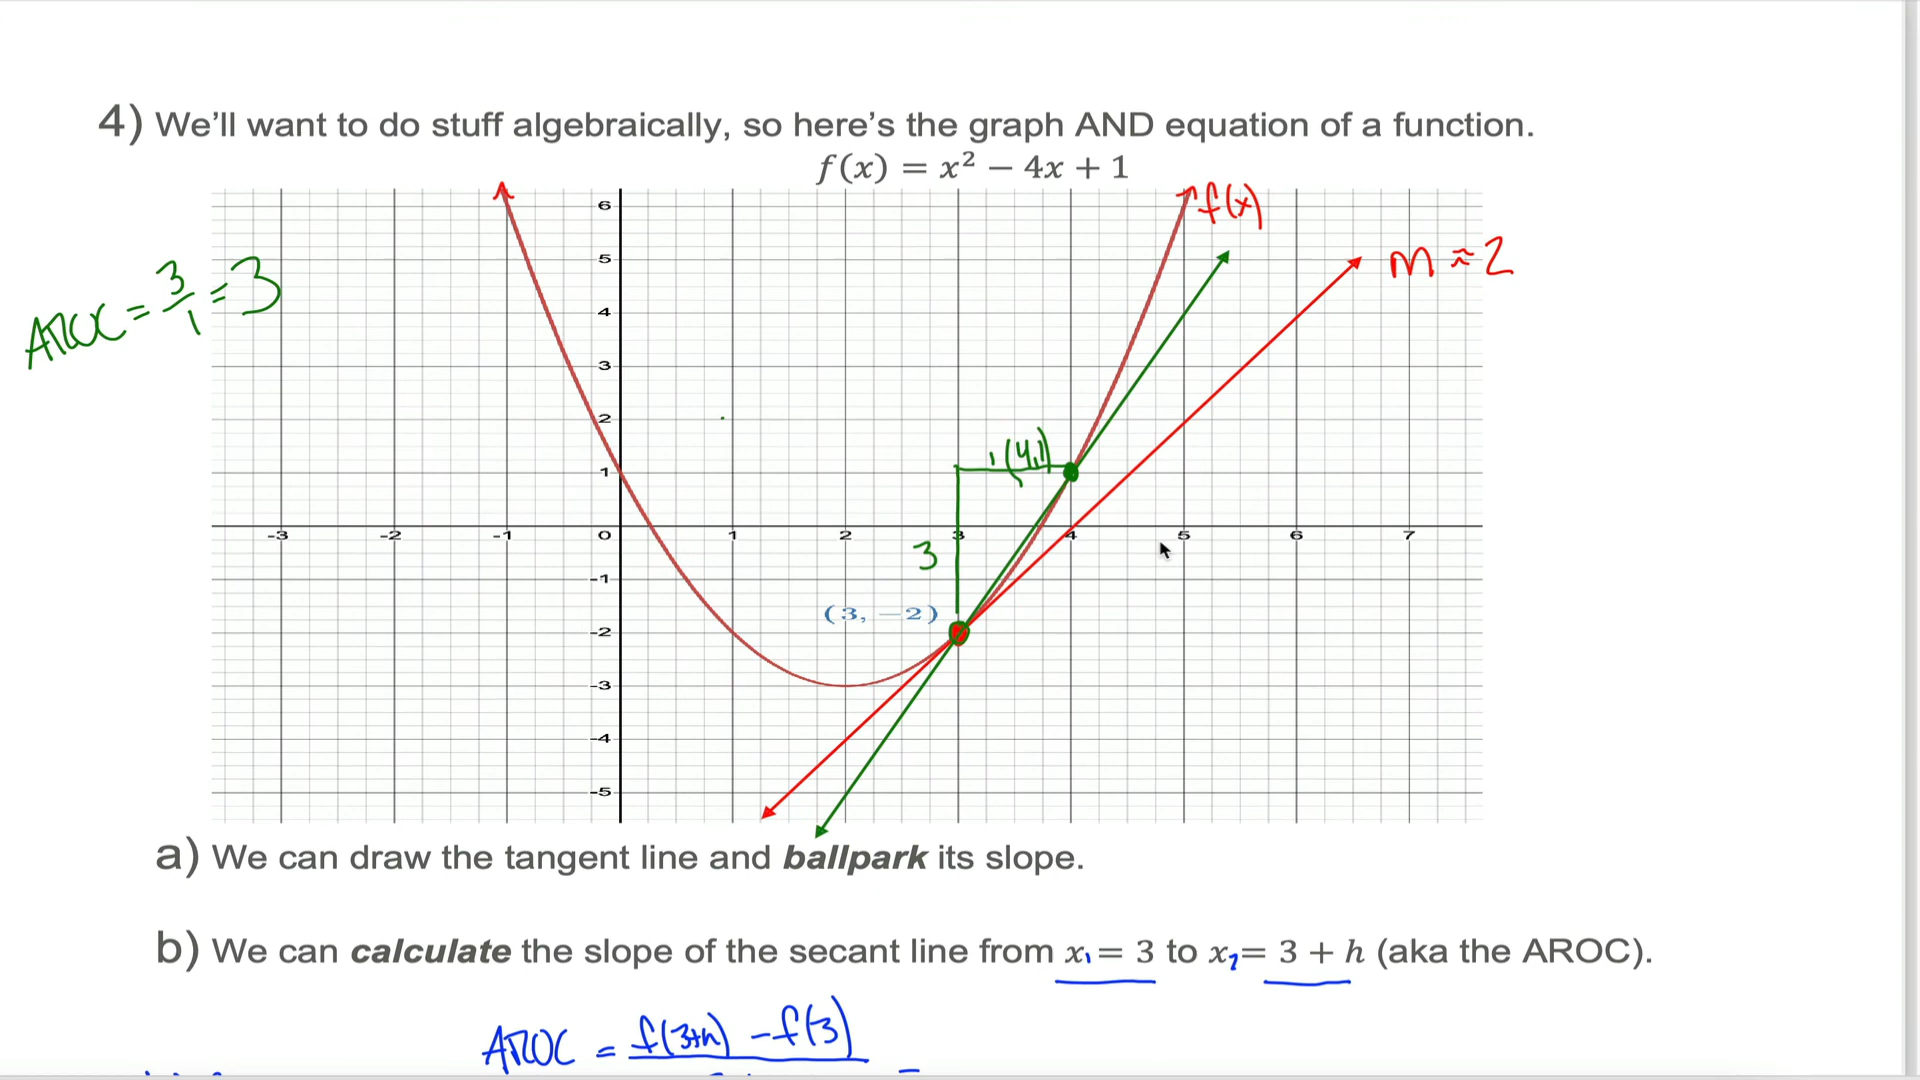 4) We'll want to do stuff algebraically, so here's the graph AND equation of a function.
f(x) = x² − 4x + 1
f(x)
m ≈ 2
AROC = 3/1 = 3
6
5
4
3
2
1
-3 -2 -1 0 1 2 3 4 5 6 7
-1
-2
-3
-4
-5
1 (4,1)
3
(3, −2)
a) We can draw the tangent line and ballpark its slope.
b) We can calculate the slope of the secant line from x₁ = 3 to x₂ = 3 + h (aka the AROC).
AROC = f(3+h) − f(3)